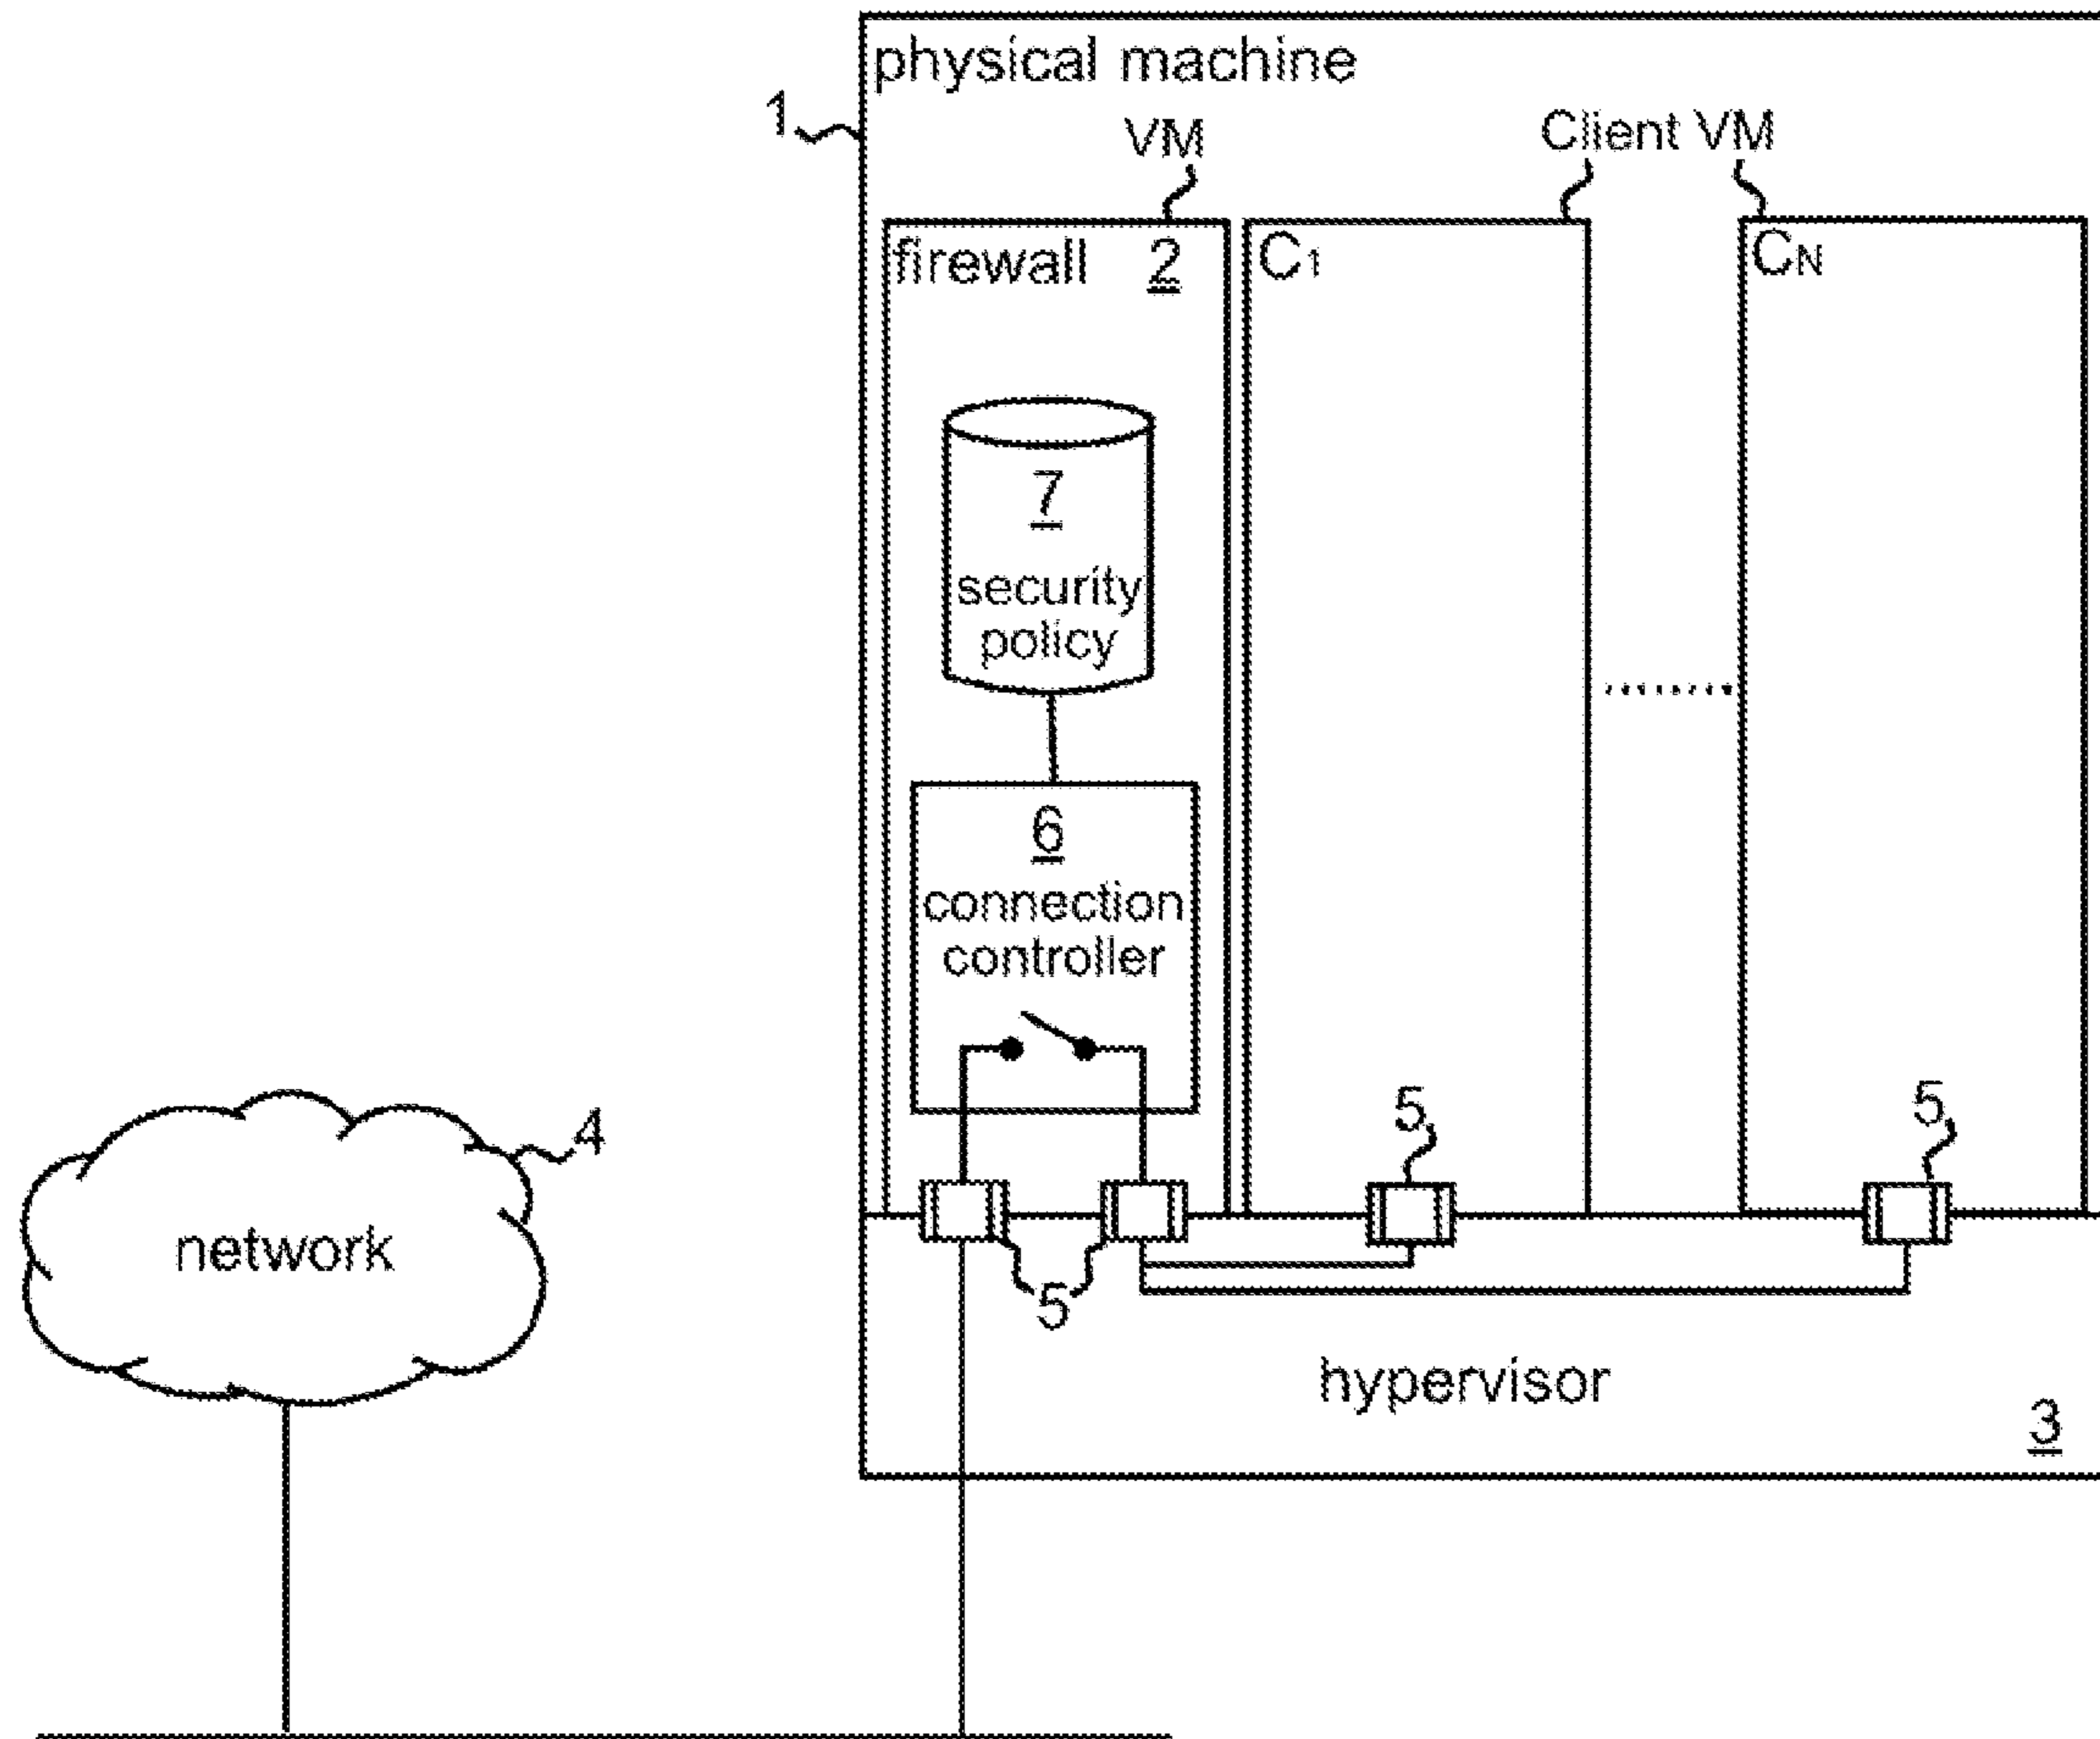 physical machine
1
VM
Client VM
firewall 2
C1
CN
7
security
policy
6
connection
controller
5
5
4
network
5
hypervisor
3